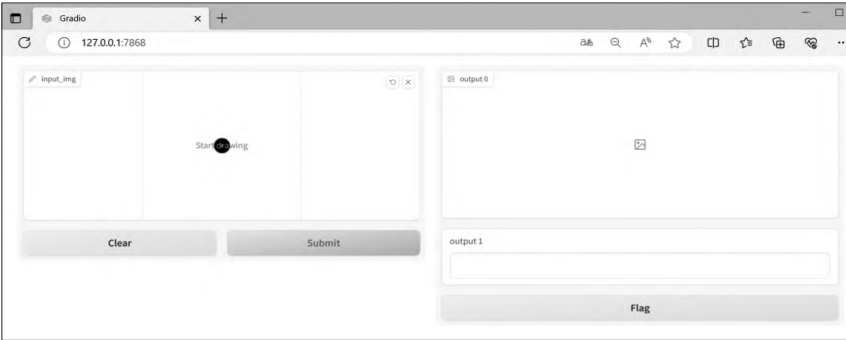 Gradio
127.0.0.1:7868
input_img
Start drawing
Clear
Submit
output 0
output 1
Flag